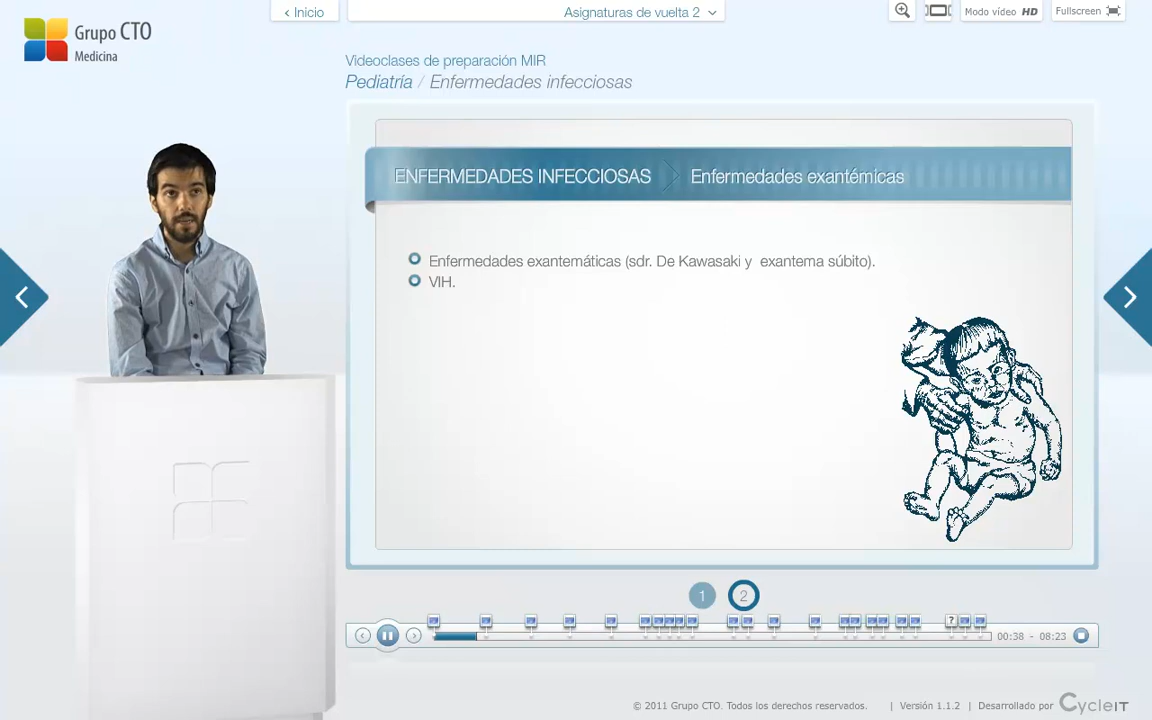 ‹ Inicio
Asignaturas de vuelta 2
Modo vídeo HD
Fullscreen
Grupo CTO
Medicina
Videoclases de preparación MIR
Pediatría / Enfermedades infecciosas
ENFERMEDADES INFECCIOSAS
Enfermedades exantémicas
Enfermedades exantemáticas (sdr. De Kawasaki y exantema súbito).
VIH.
1
2
?
00:38 - 08:23
© 2011 Grupo CTO. Todos los derechos reservados. | Versión 1.1.2 | Desarrollado por CycleIT